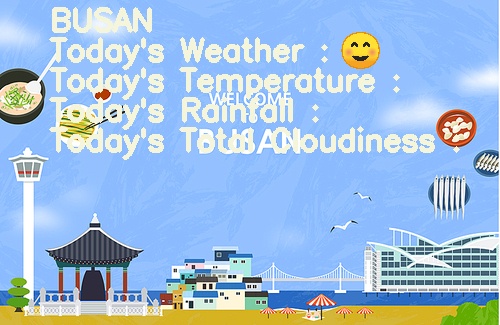 BUSAN
Today's Weather :
Today's Temperature :
WELCOME
Today's Rainfall :
Today's Total Cloudiness :
BUSAN